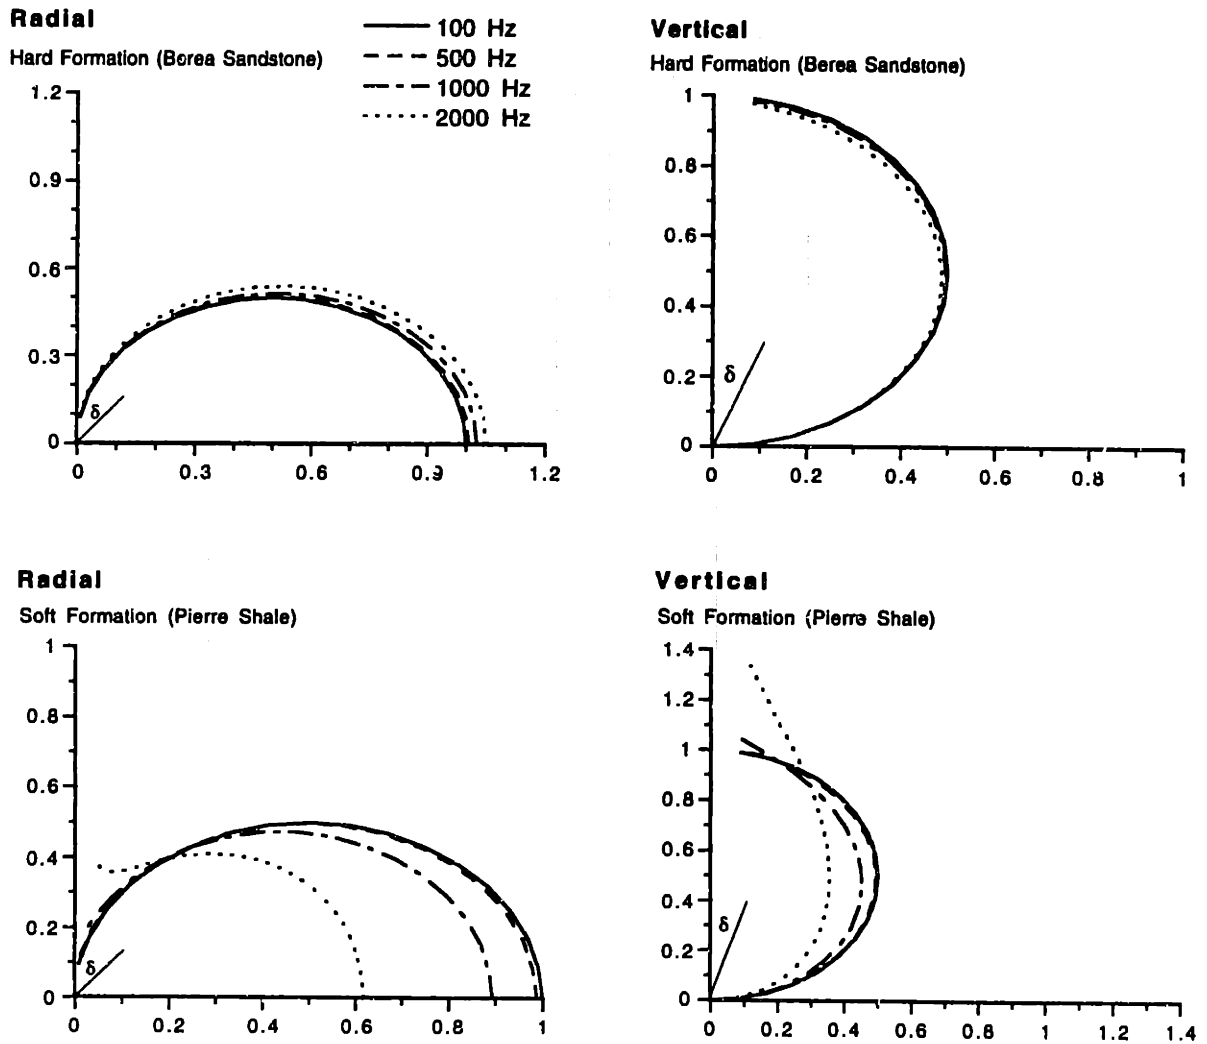 Radial
Hard Formation (Berea Sandstone)
100 Hz
500 Hz
1000 Hz
2000 Hz
1.2
0.9
0.6
0.3
0
δ
0 0.3 0.6 0.9 1.2
Vertical
Hard Formation (Berea Sandstone)
1
0.8
0.6
0.4
0.2
0
δ
0 0.2 0.4 0.6 0.8 1
Radial
Soft Formation (Pierre Shale)
1
0.8
0.6
0.4
0.2
0
δ
0 0.2 0.4 0.6 0.8 1
Vertical
Soft Formation (Pierre Shale)
1.4
1.2
1
0.8
0.6
0.4
0.2
0
δ
0 0.2 0.4 0.6 0.8 1 1.2 1.4